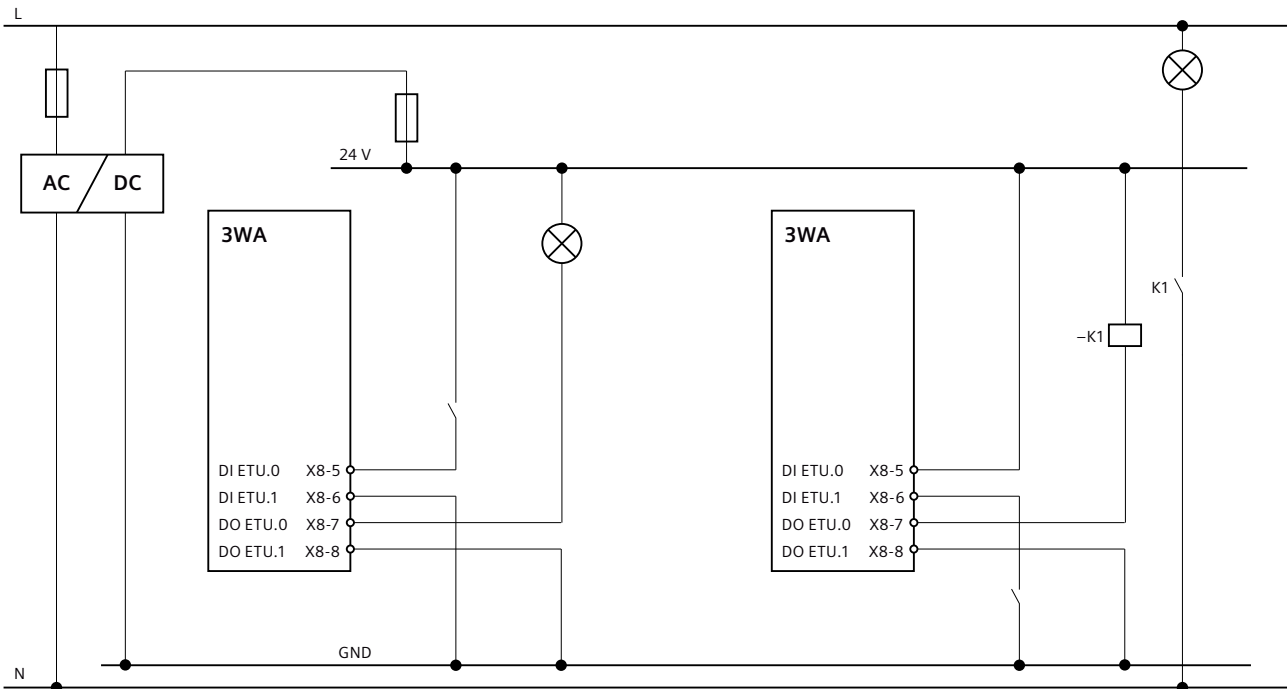 L
24 V
AC DC
3WA 3WA
K1
–K1
DI ETU.0 X8-5 DI ETU.0 X8-5
DI ETU.1 X8-6 DI ETU.1 X8-6
DO ETU.0 X8-7 DO ETU.0 X8-7
DO ETU.1 X8-8 DO ETU.1 X8-8
GND
N